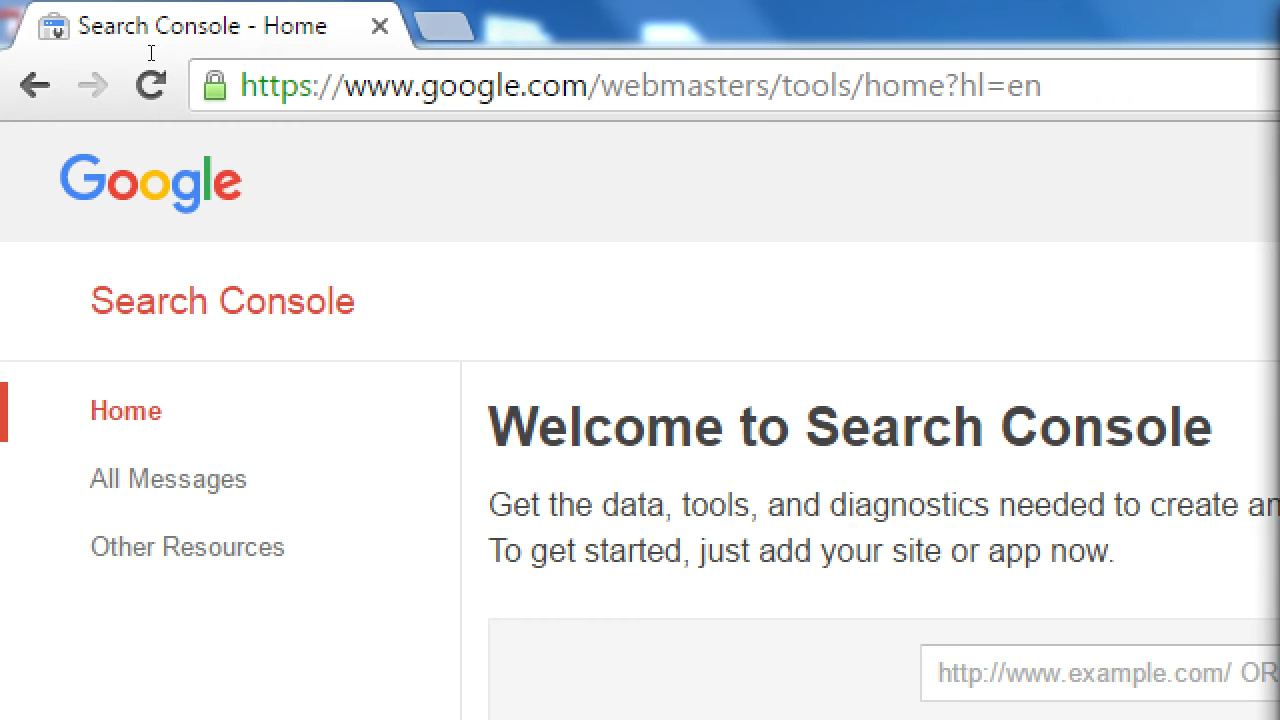 Search Console - Home
https://www.google.com/webmasters/tools/home?hl=en
Google
Search Console
Home
All Messages
Other Resources
Welcome to Search Console
Get the data, tools, and diagnostics needed to create
To get started, just add your site or app now.
http://www.example.com/ OR